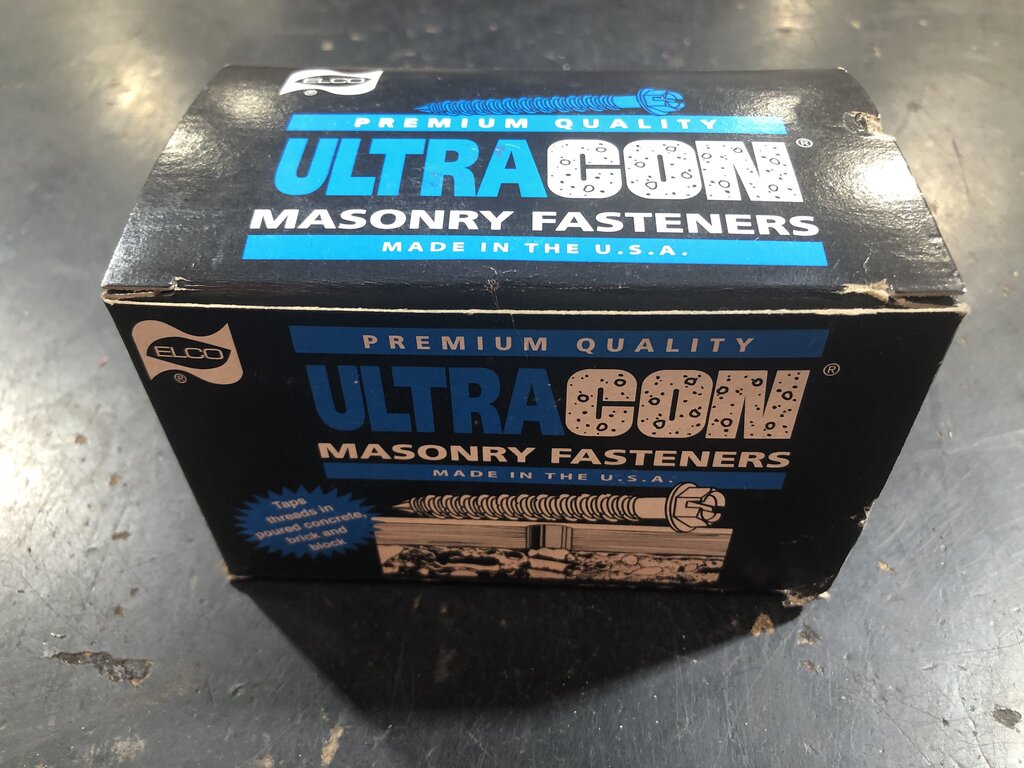 ELCO
®
PREMIUM QUALITY
ULTRACON®
MASONRY FASTENERS
MADE IN THE U.S.A.
ELCO
®
PREMIUM QUALITY
ULTRACON®
MASONRY FASTENERS
MADE IN THE U.S.A.
Taps
threads in
poured concrete,
brick and
block